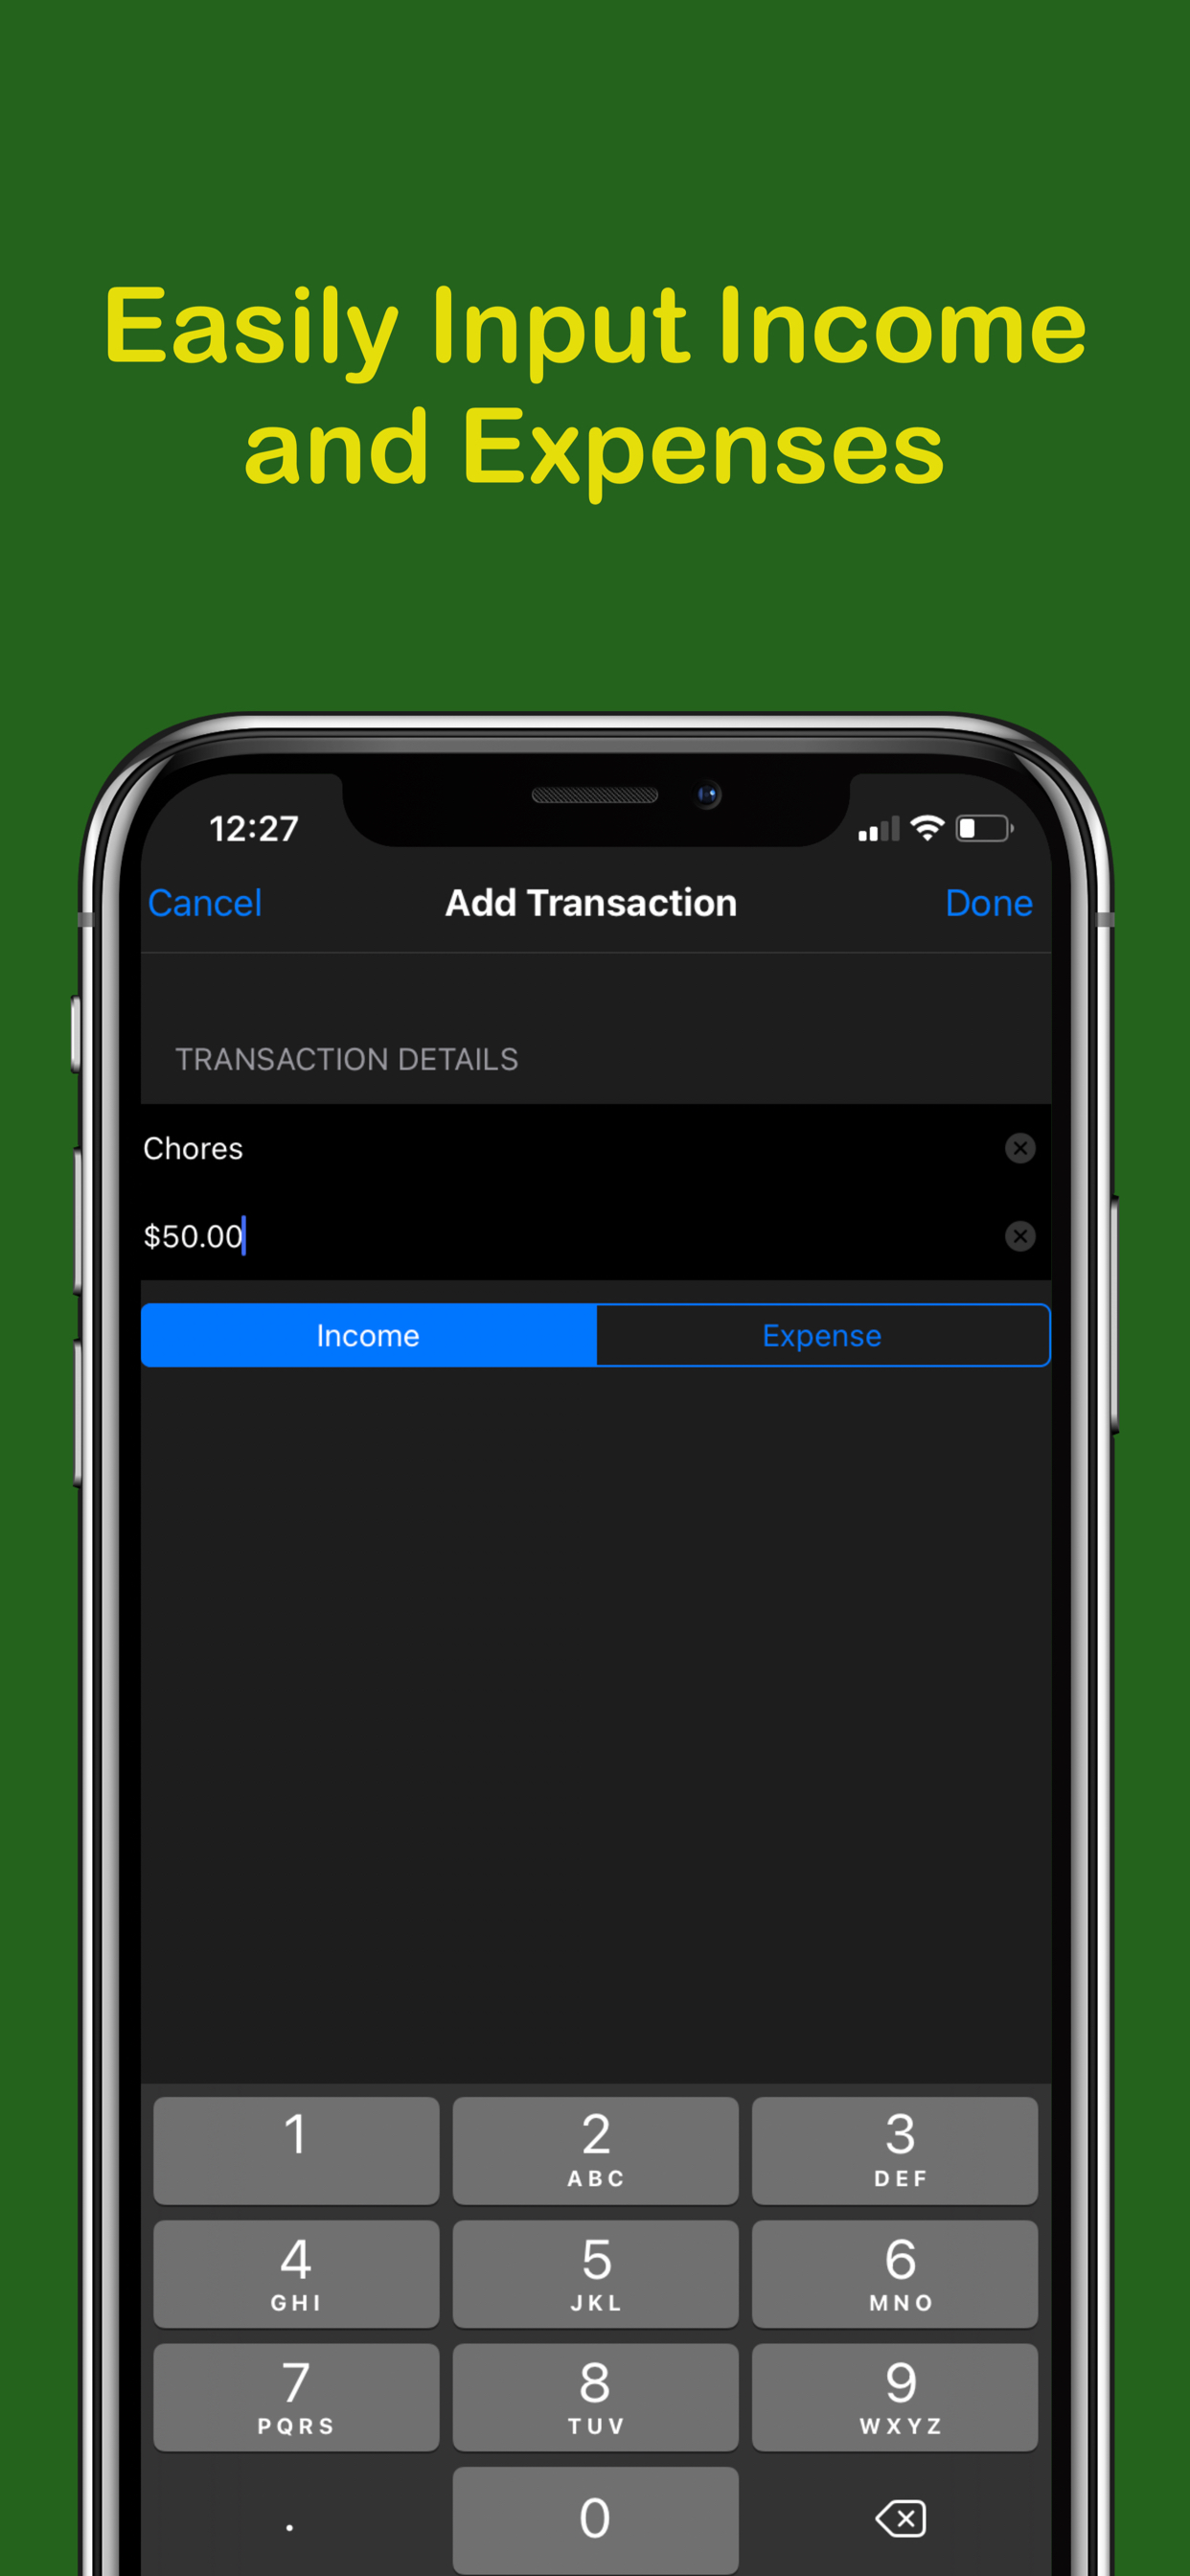 Easily Input Income
and Expenses
12:27
Cancel Add Transaction Done
TRANSACTION DETAILS
Chores
$50.00
Income Expense
1 2 3
ABC DEF
4 5 6
GHI JKL MNO
7 8 9
PQRS TUV WXYZ
. 0